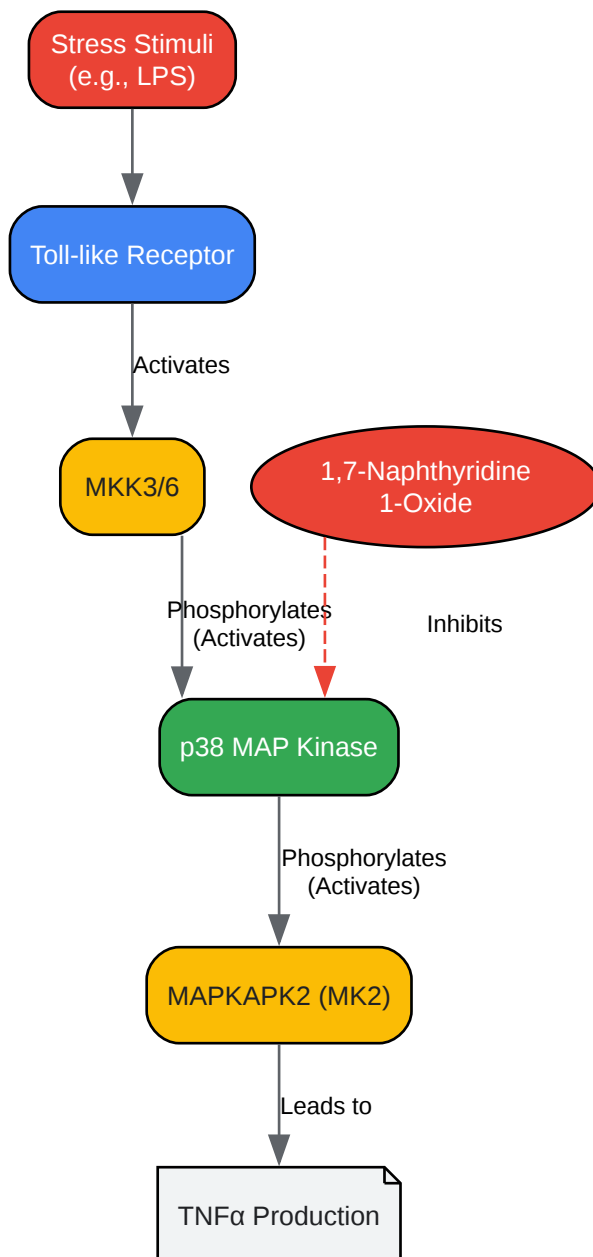 Stress Stimuli
(e.g., LPS)
Toll-like Receptor
Activates
MKK3/6
1,7-Naphthyridine
1-Oxide
Phosphorylates
(Activates)
Inhibits
p38 MAP Kinase
Phosphorylates
(Activates)
MAPKAPK2 (MK2)
Leads to
TNFα Production